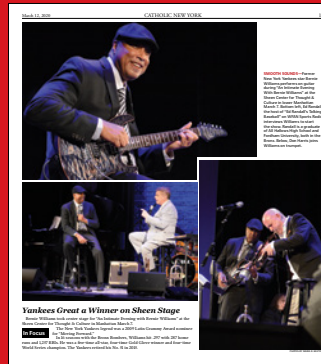 March 12, 2020
CATHOLIC NEW YORK
SMOOTH SOUNDS—Former
New York Yankees star Bernie
Williams performs on guitar
during "An Intimate Evening
With Bernie Williams" at the
Sheen Center for Thought &
Culture in lower Manhattan
March 7. Bottom left, Ed Randall,
the host of "Ed Randall's Talking
Baseball" on WFAN Sports Radio,
interviews Williams to start
the show. Randall is a graduate
of All Hallows High School and
Fordham University, both in the
Bronx. Below, Dan Harris joins
Williams on trumpet.
Yankees Great a Winner on Sheen Stage
Bernie Williams took center stage for "An Intimate Evening with Bernie Williams" at the
Sheen Center for Thought & Culture in Manhattan March 7.
The New York Yankees legend was a 2009 Latin Grammy Award nominee
In Focus
for "Moving Forward."
In 16 seasons with the Bronx Bombers, Williams hit .297 with 287 home
runs and 1,257 RBIs. He was a five-time all-star, four-time Gold Glove winner and four-time
World Series champion. The Yankees retired his No. 51 in 2015.